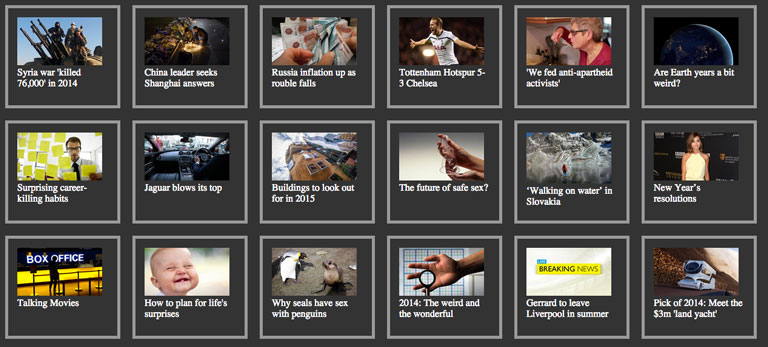 Syria war 'killed
76,000' in 2014
China leader seeks
Shanghai answers
Russia inflation up as
rouble falls
Tottenham Hotspur 5-
3 Chelsea
'We fed anti-apartheid
activists'
Are Earth years a bit
weird?
Surprising career-
killing habits
Jaguar blows its top
Buildings to look out
for in 2015
The future of safe sex?
‘Walking on water’ in
Slovakia
New Year’s
resolutions
BOX OFFICE
Talking Movies
How to plan for life's
surprises
Why seals have sex
with penguins
2014: The weird and
the wonderful
LIVE
BREAKING NEWS
Gerrard to leave
Liverpool in summer
Pick of 2014: Meet the
$3m 'land yacht'